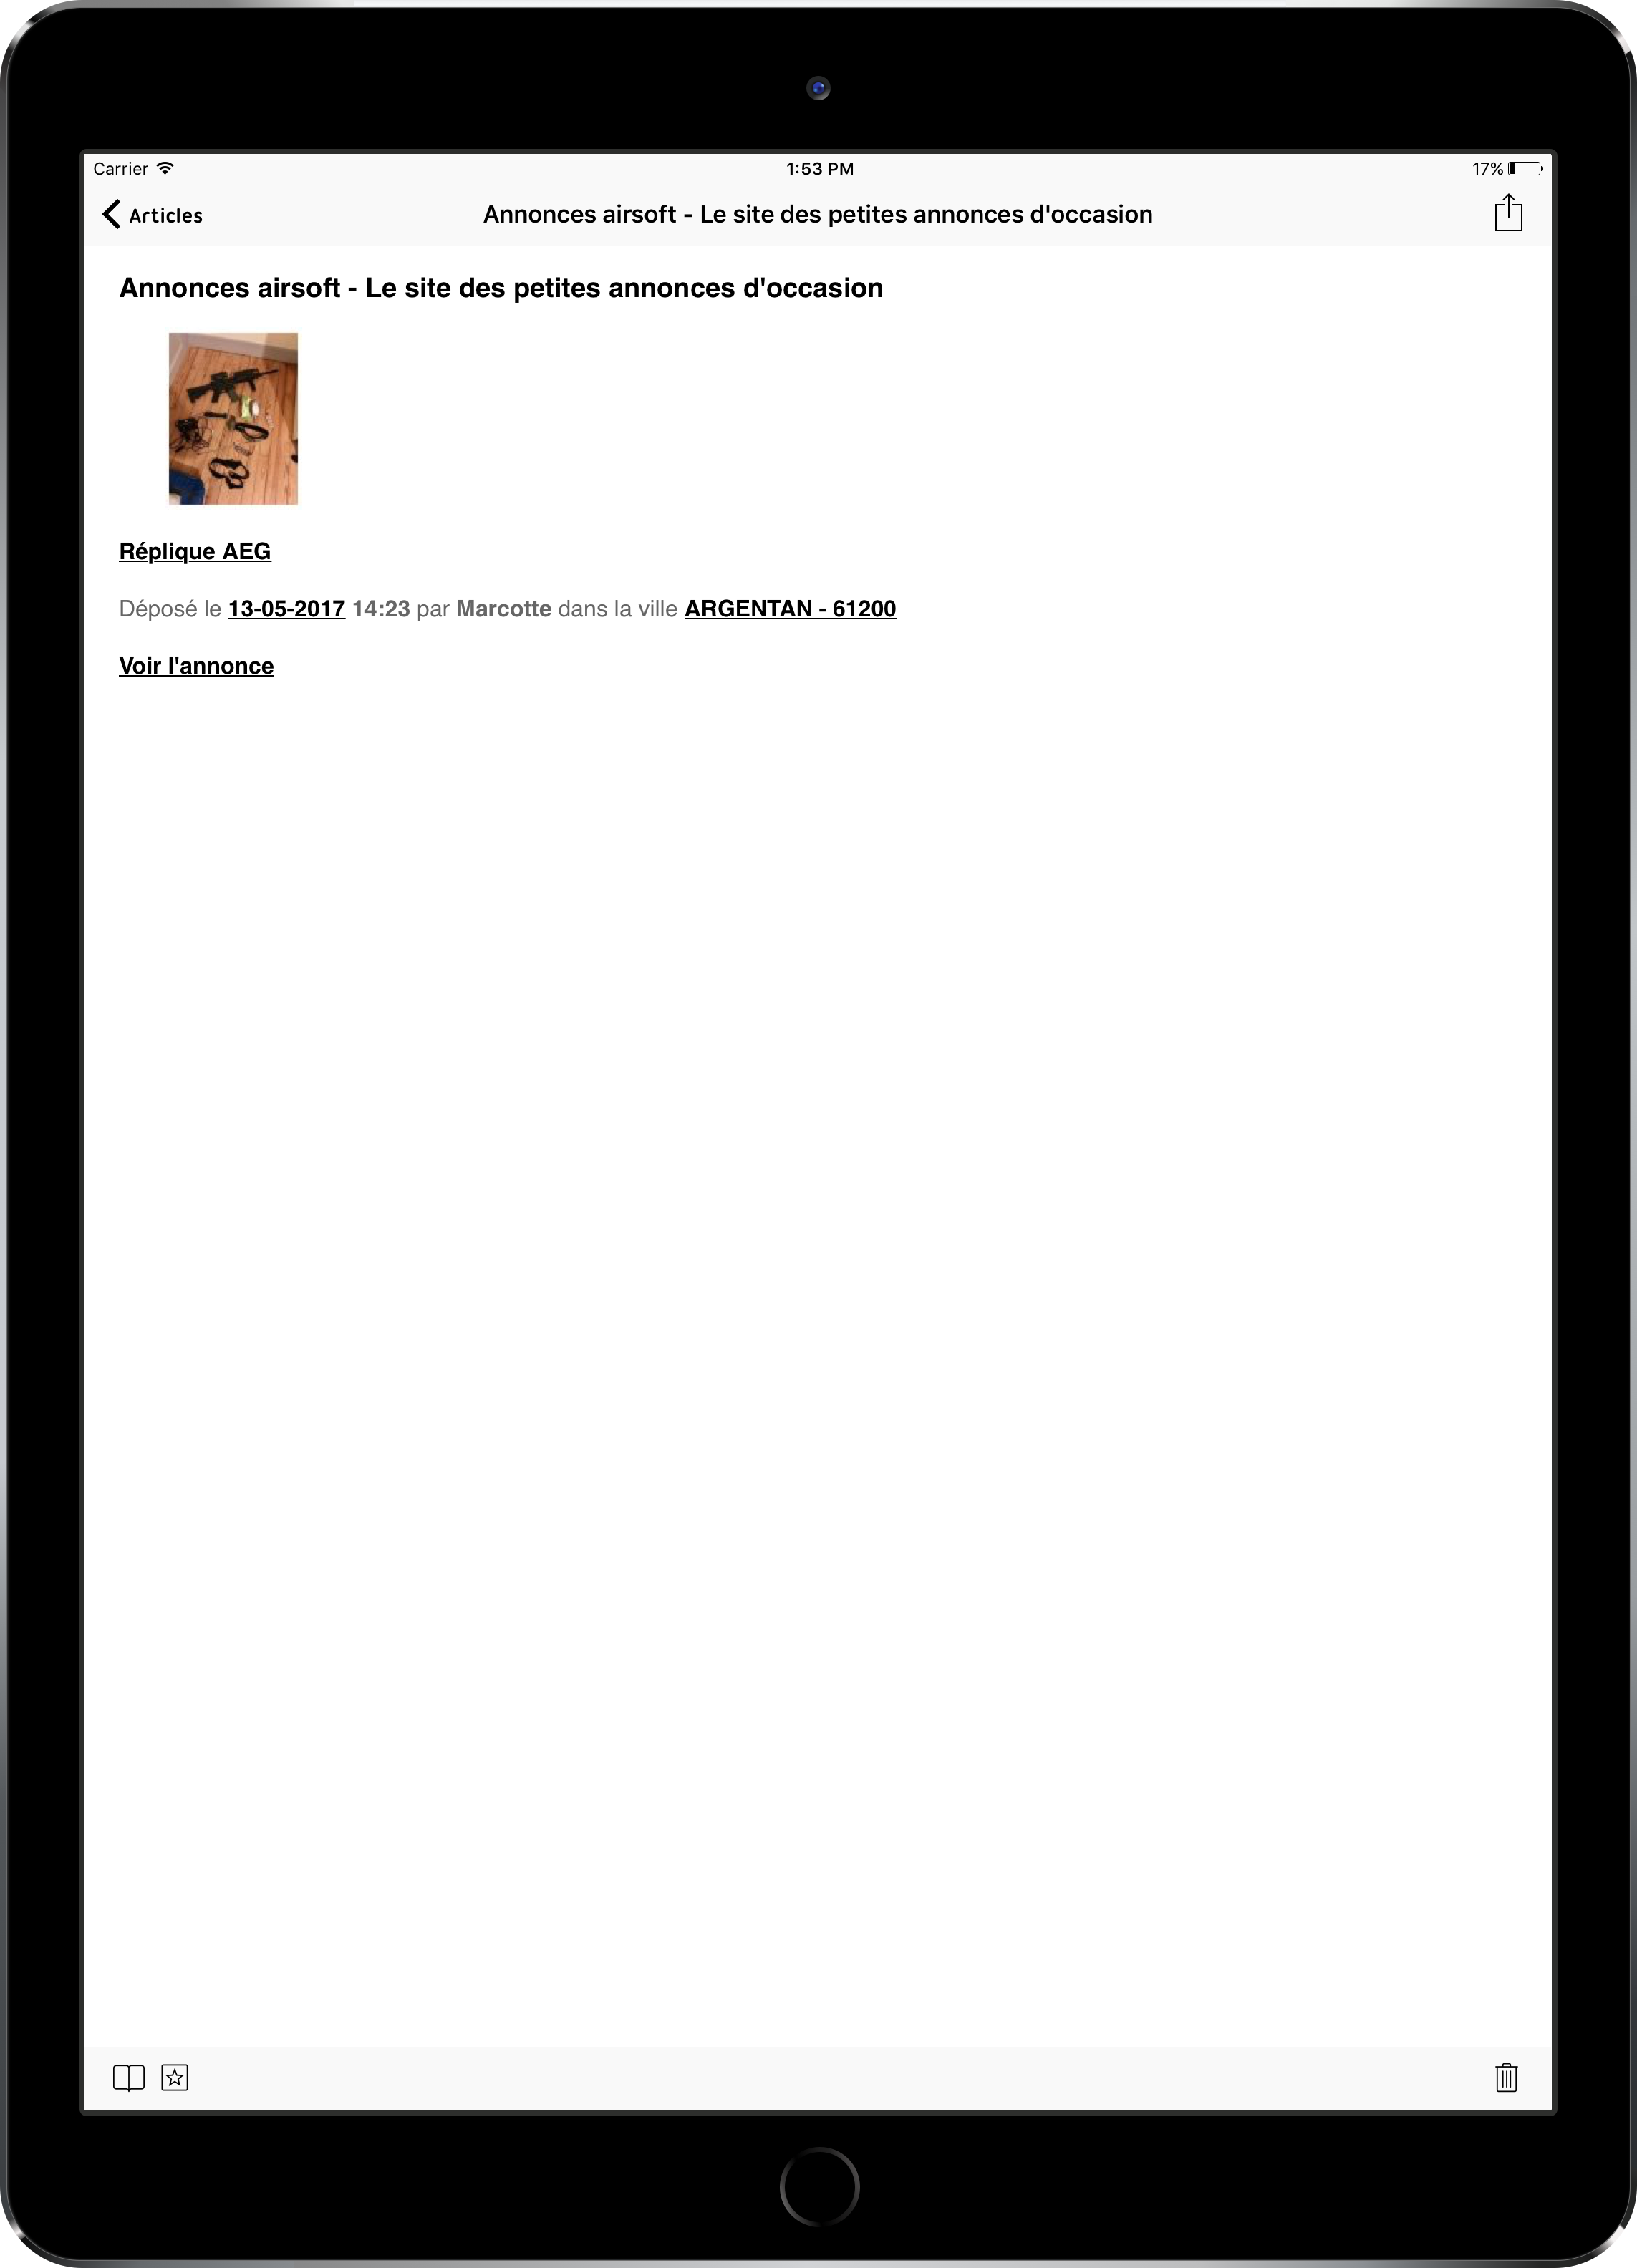 Carrier 1:53 PM 17%
Articles Annonces airsoft - Le site des petites annonces d'occasion
Annonces airsoft - Le site des petites annonces d'occasion
Réplique AEG
Déposé le 13-05-2017 14:23 par Marcotte dans la ville ARGENTAN - 61200
Voir l'annonce